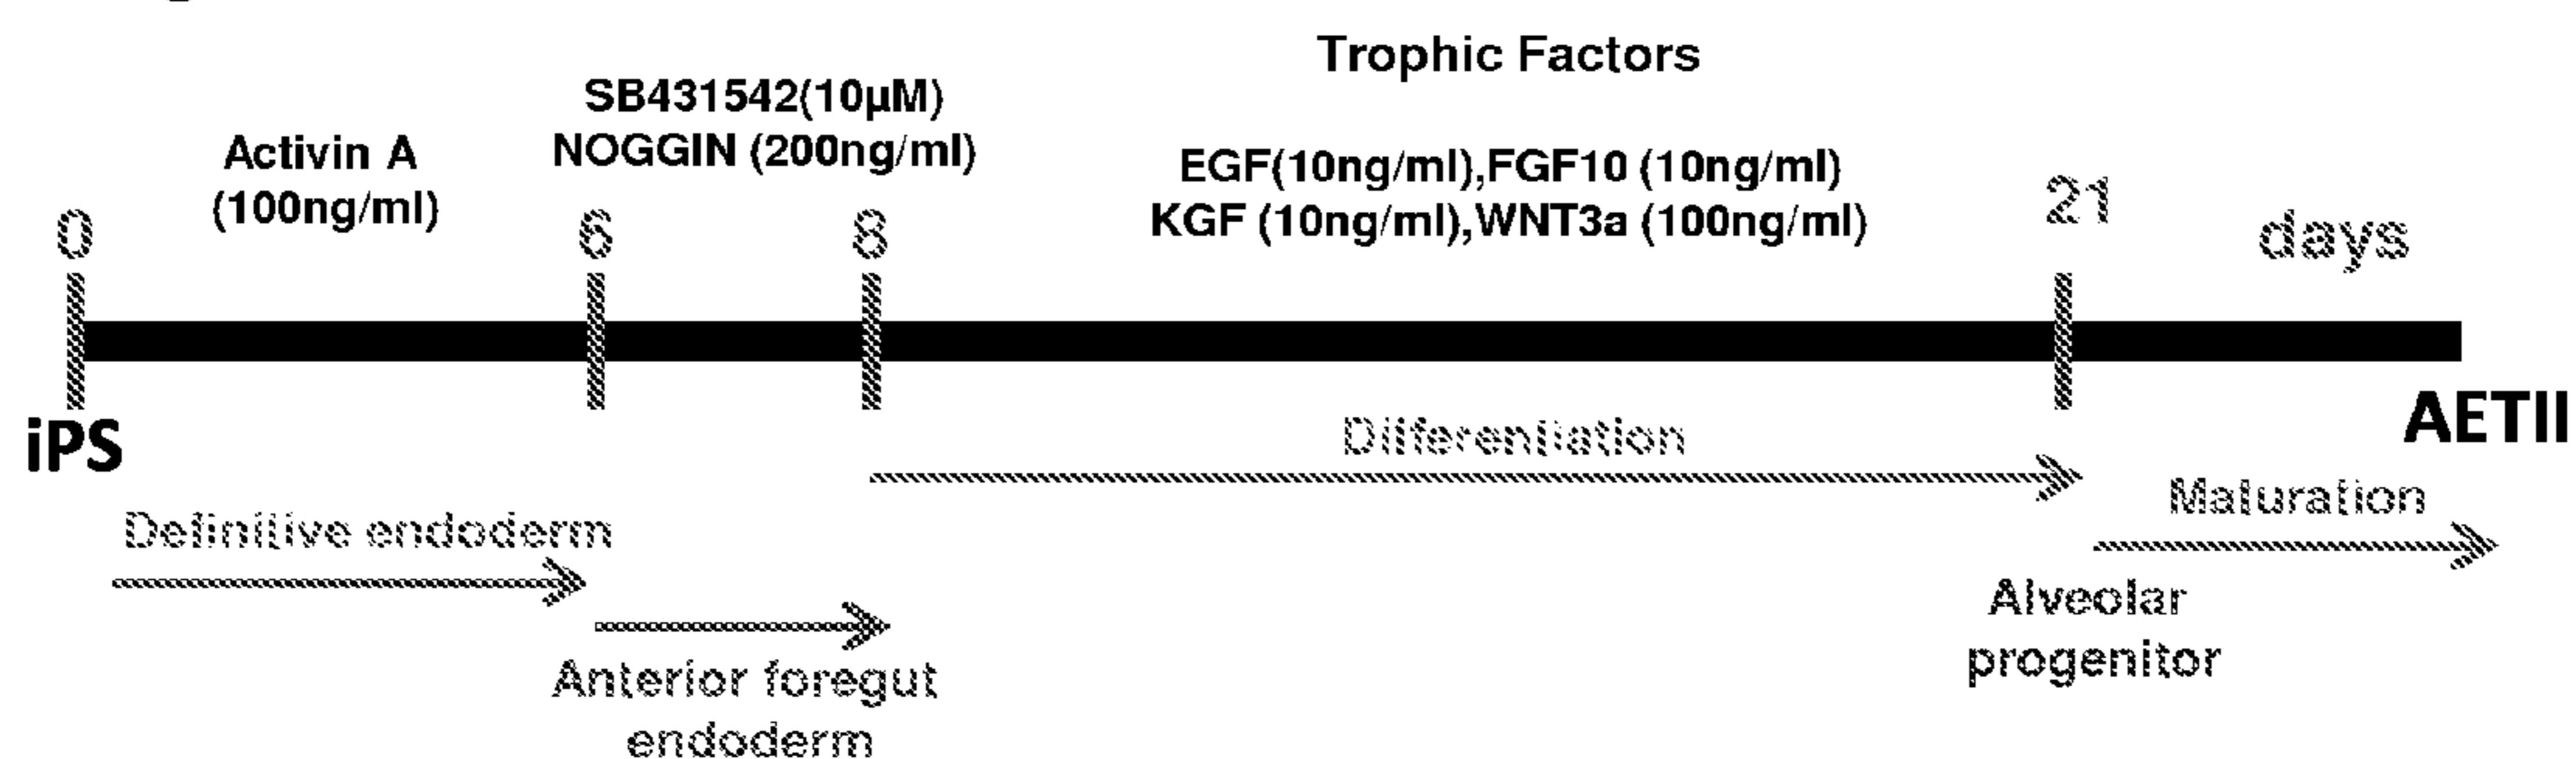 Trophic Factors
SB431542(10µM)
NOGGIN (200ng/ml)
Activin A
(100ng/ml)
EGF(10ng/ml),FGF10 (10ng/ml)
KGF (10ng/ml),WNT3a (100ng/ml)
0
6
8
21
days
iPS
AETII
Differentiation
Maturation
Definitive endoderm
Alveolar
progenitor
Anterior foregut
endoderm